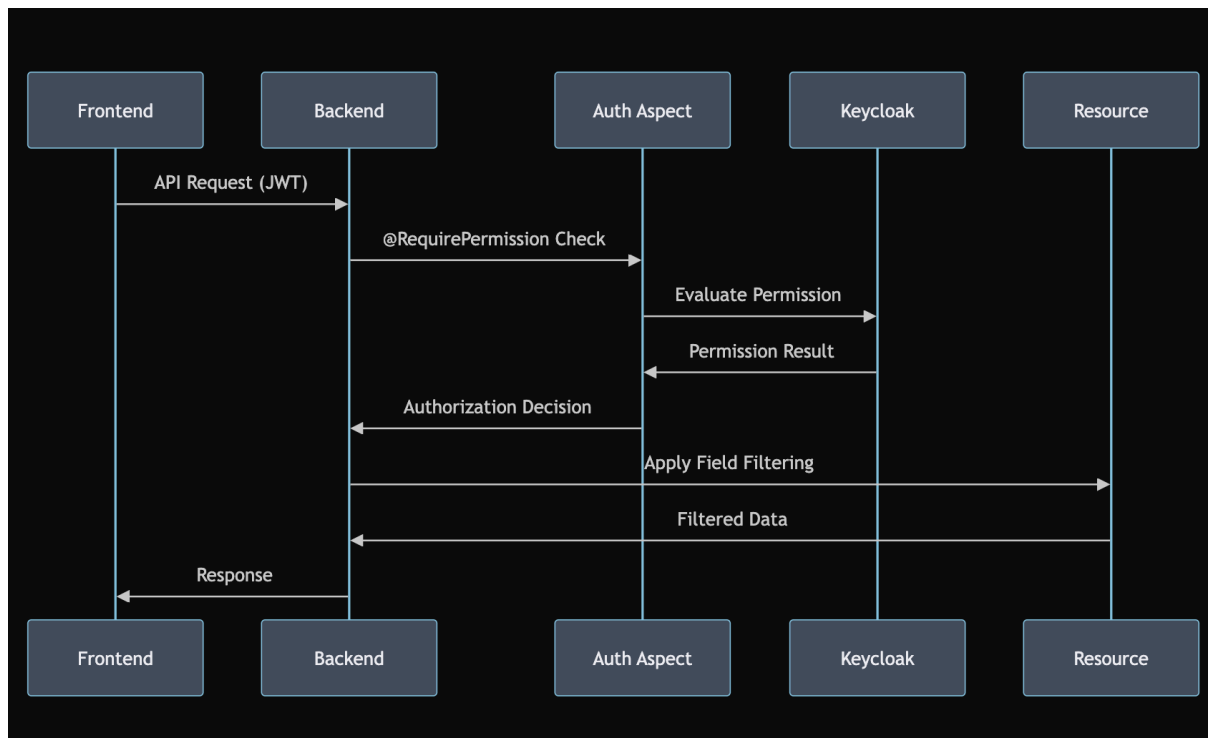 Frontend
Backend
Auth Aspect
Keycloak
Resource
API Request (JWT)
@RequirePermission Check
Evaluate Permission
Permission Result
Authorization Decision
Apply Field Filtering
Filtered Data
Response
Frontend
Backend
Auth Aspect
Keycloak
Resource